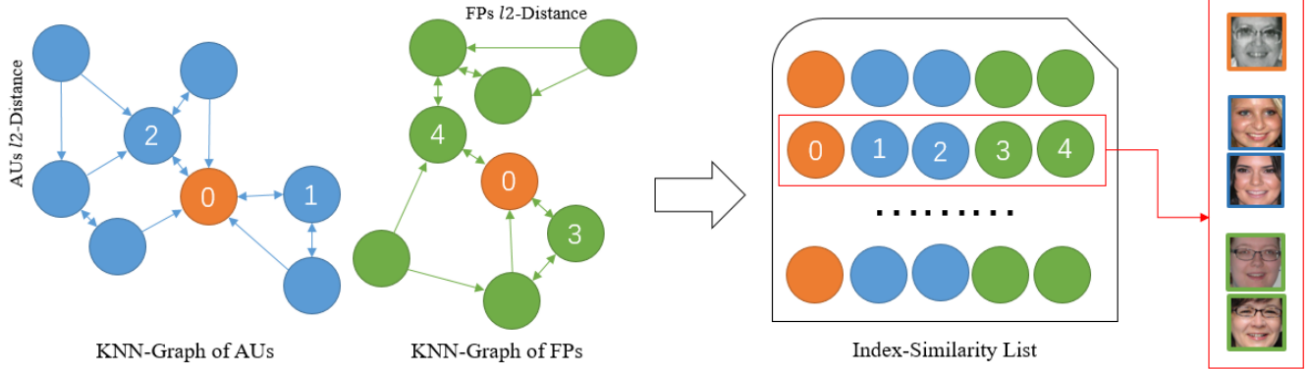 AUs l2-Distance
2
0
1
KNN-Graph of AUs
FPs l2-Distance
4
0
3
KNN-Graph of FPs
0 1 2 3 4
.........
Index-Similarity List